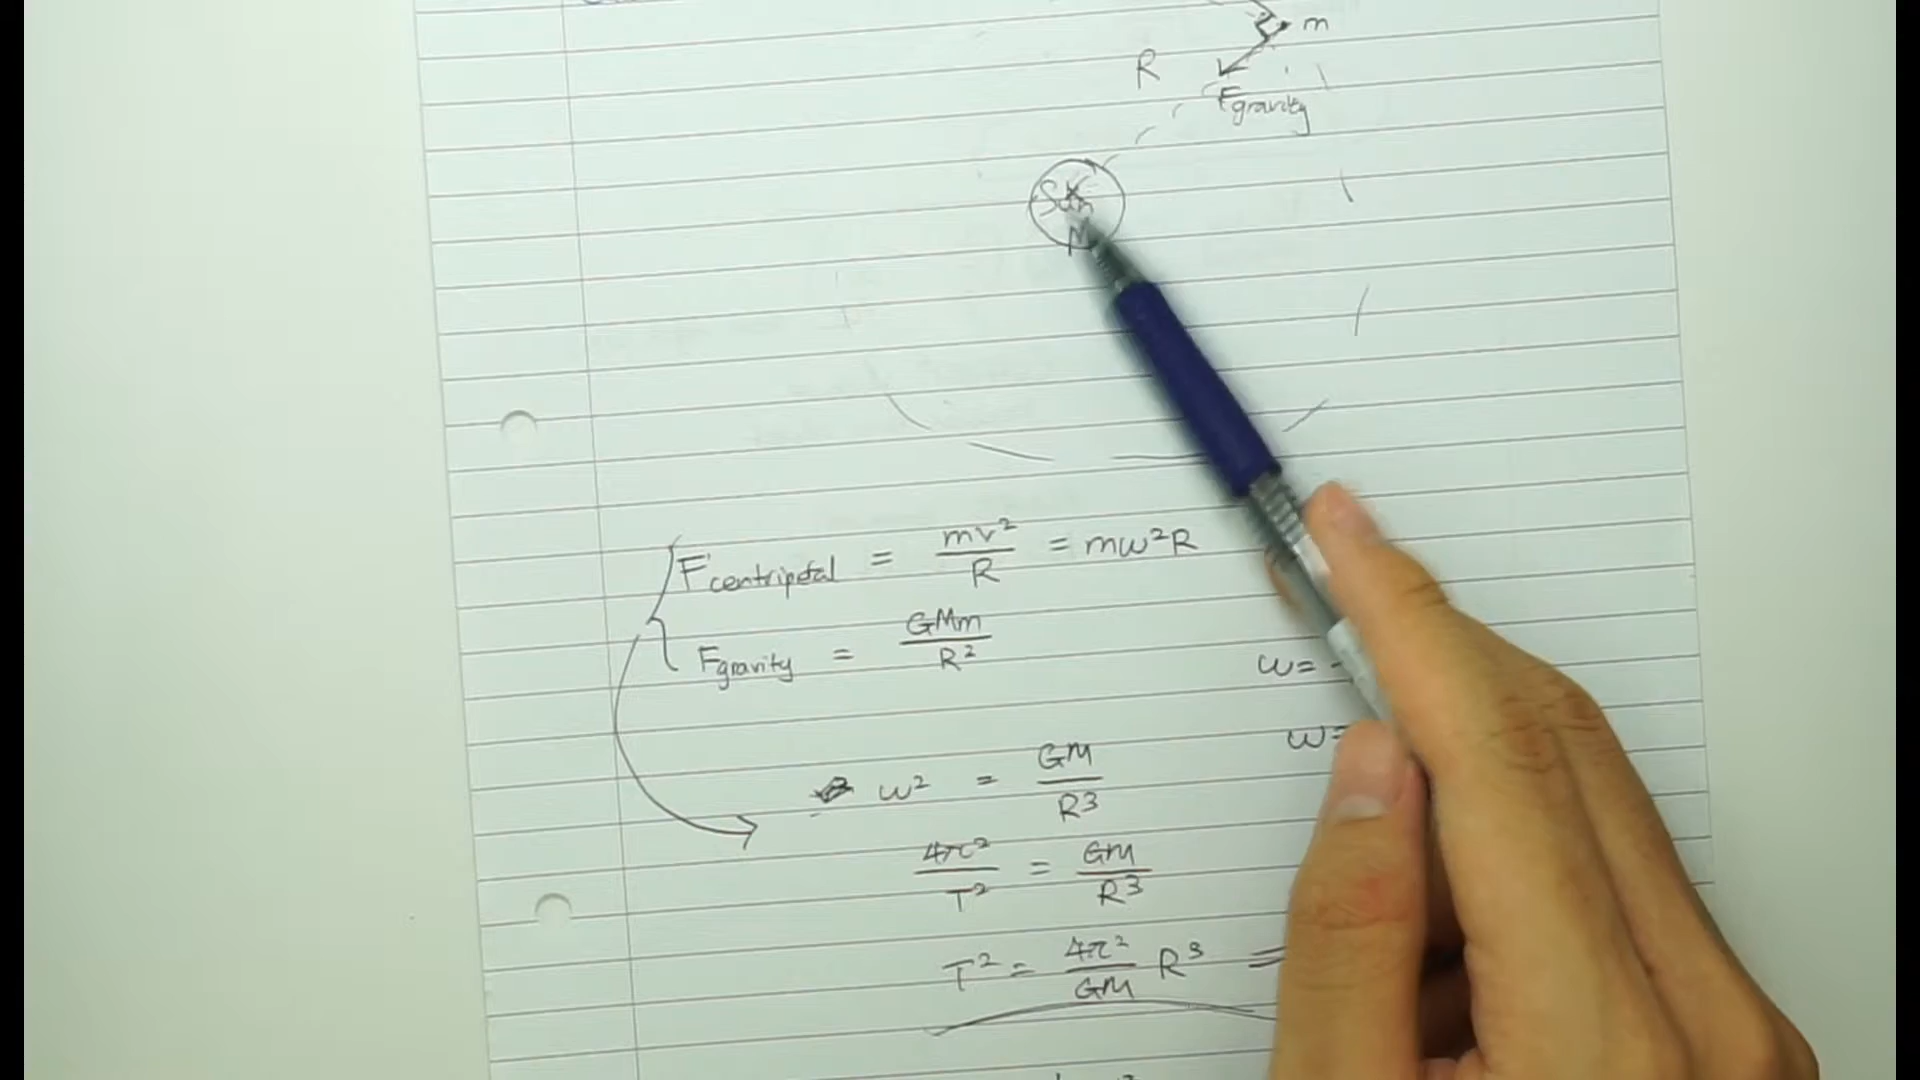 m
R
Fgravity
Sun
M
Fcentripetal = mv²/R = mω²R
Fgravity = GMm/R²
ω=
ω=
ω² = GM/R³
4π²/T² = GM/R³
T² = 4π²/GM R³ =